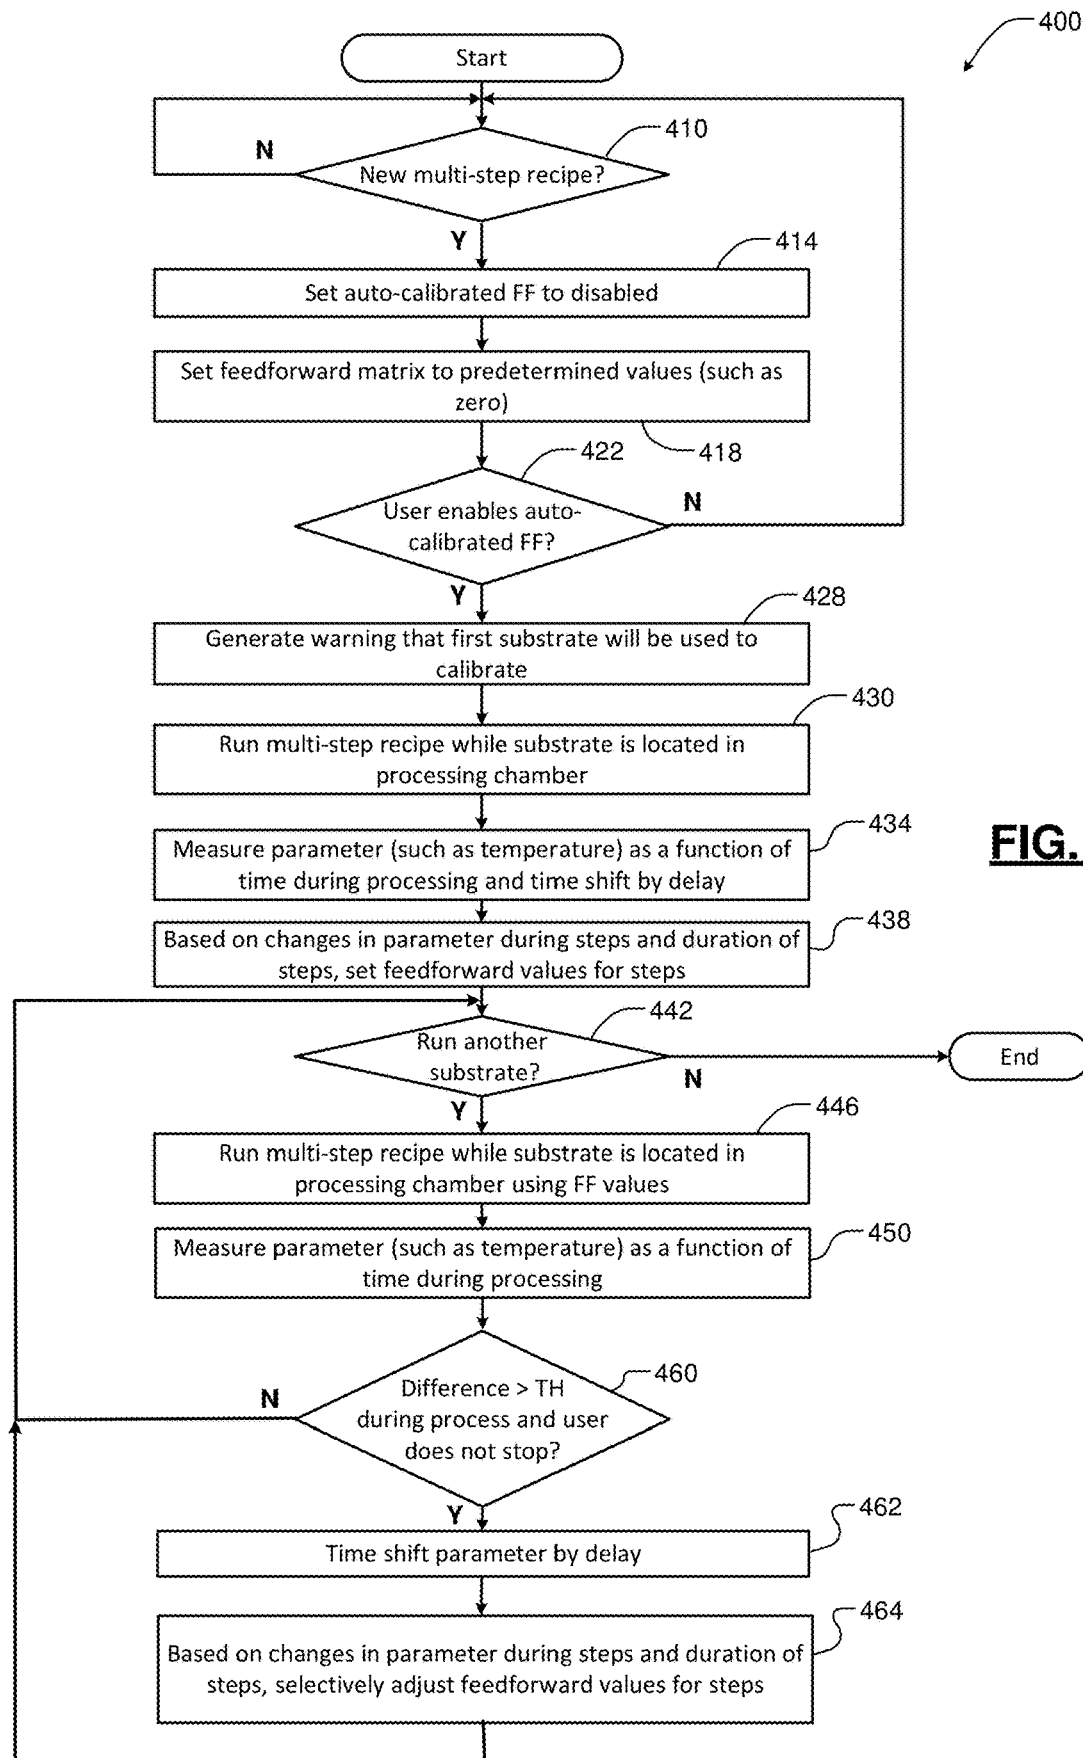 400
Start
410
N
New multi-step recipe?
Y
414
Set auto-calibrated FF to disabled
Set feedforward matrix to predetermined values (such as
zero)
418
422
User enables auto-
calibrated FF?
N
Y
428
Generate warning that first substrate will be used to
calibrate
430
Run multi-step recipe while substrate is located in
processing chamber
434
Measure parameter (such as temperature) as a function of
time during processing and time shift by delay
FIG.
438
Based on changes in parameter during steps and duration of
steps, set feedforward values for steps
442
Run another
substrate?
N
End
Y
446
Run multi-step recipe while substrate is located in
processing chamber using FF values
450
Measure parameter (such as temperature) as a function of
time during processing
460
N
Difference > TH
during process and user
does not stop?
Y
462
Time shift parameter by delay
464
Based on changes in parameter during steps and duration of
steps, selectively adjust feedforward values for steps